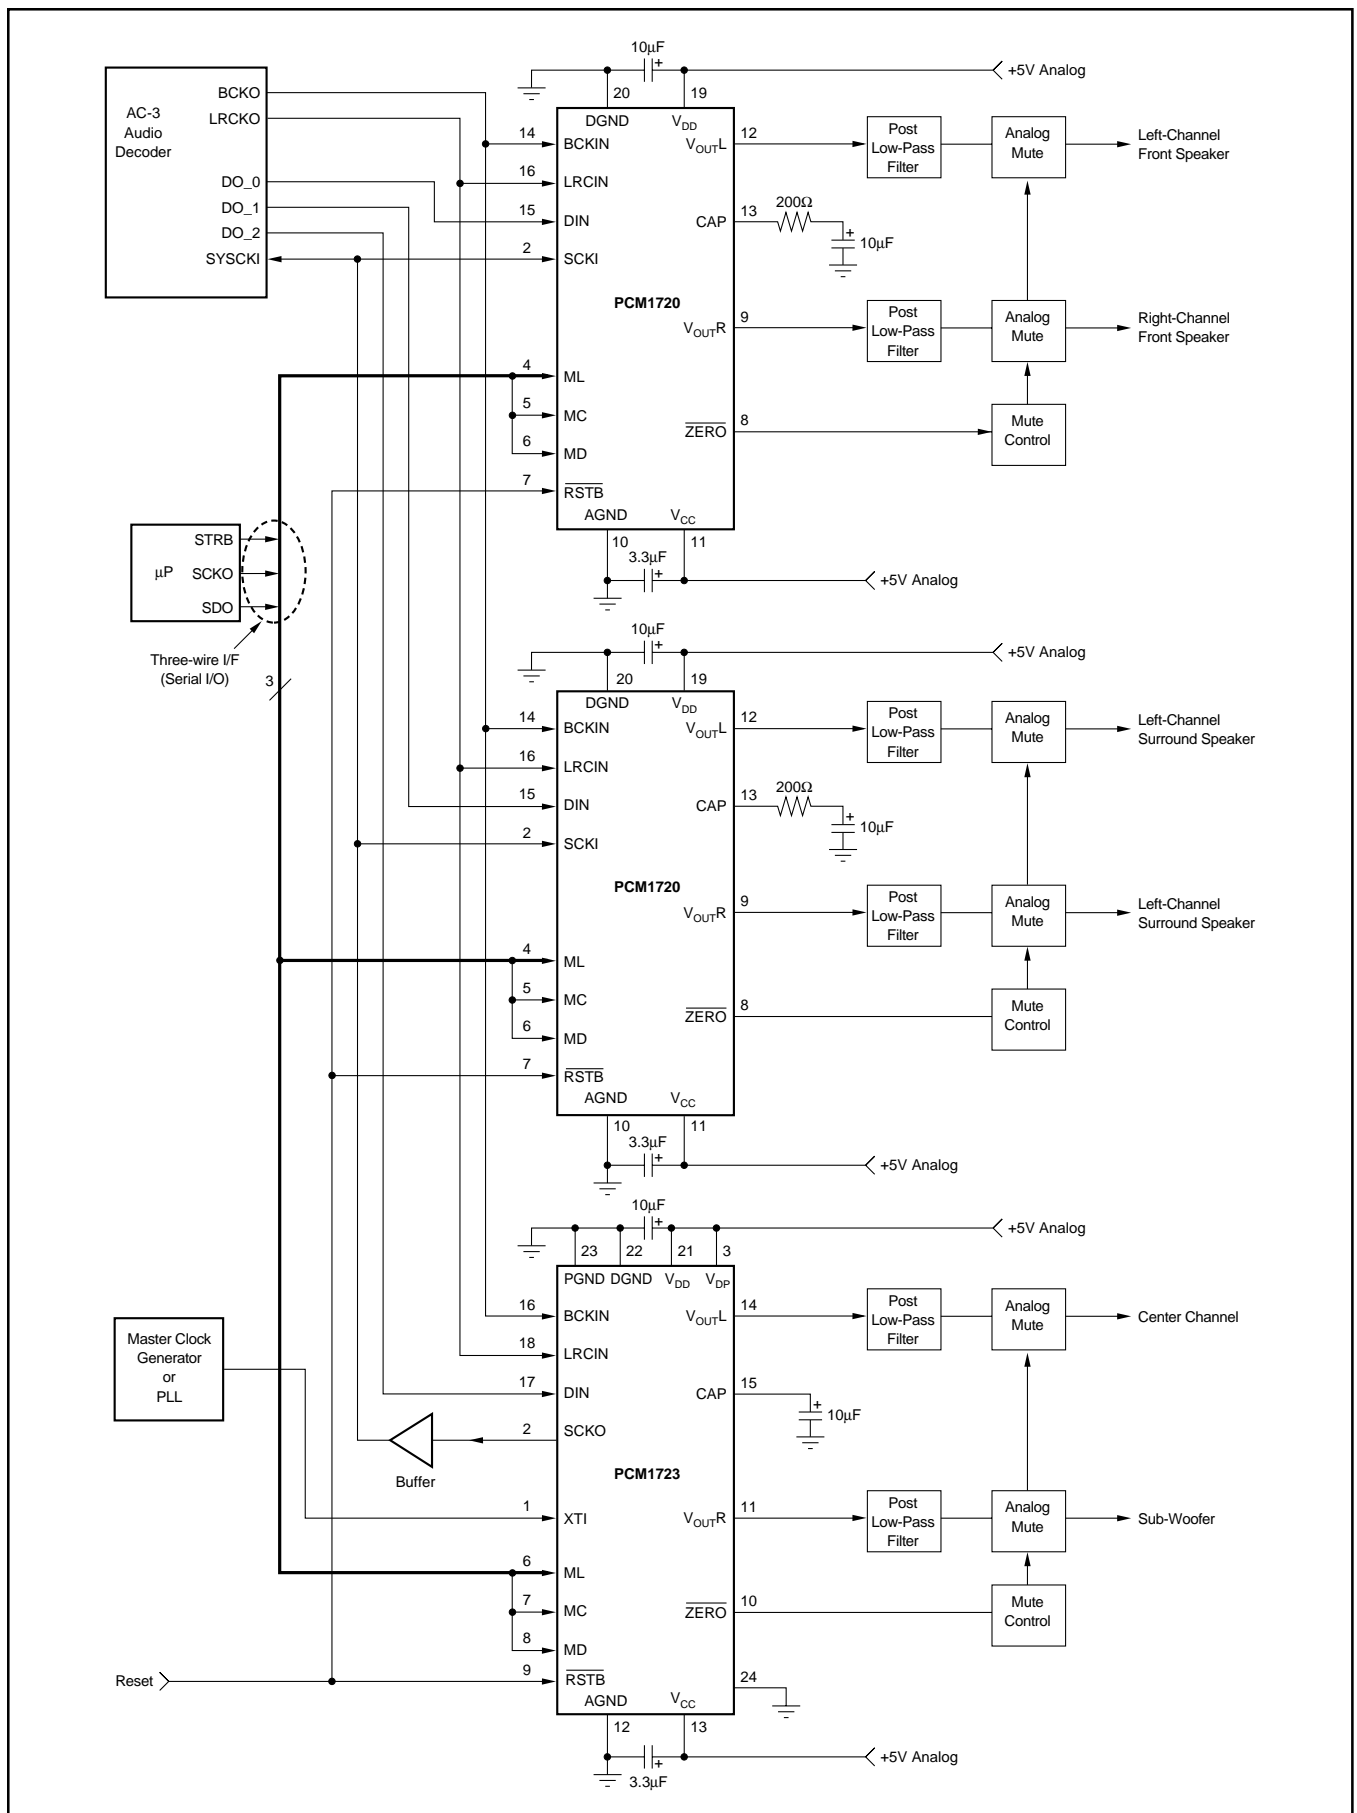 AC-3
Audio
Decoder
BCKO
LRCKO
DO_0
DO_1
DO_2
SYSCKI
10µF
+
+5V Analog
20
19
DGND
VDD
14
BCKIN
16
LRCIN
15
DIN
2
SCKI
PCM1720
4
ML
5
MC
6
MD
7
RSTB
AGND
VCC
10
11
3.3µF
+
+5V Analog
VOUTL
12
Post
Low-Pass
Filter
Analog
Mute
Left-Channel
Front Speaker
CAP
13
200Ω
+
10µF
VOUTR
9
Post
Low-Pass
Filter
Analog
Mute
Right-Channel
Front Speaker
ZERO
8
Mute
Control
µP
STRB
SCKO
SDO
Three-wire I/F
(Serial I/O)
3
10µF
+
+5V Analog
20
19
DGND
VDD
14
BCKIN
16
LRCIN
15
DIN
2
SCKI
PCM1720
4
ML
5
MC
6
MD
7
RSTB
AGND
VCC
10
11
3.3µF
+
+5V Analog
VOUTL
12
Post
Low-Pass
Filter
Analog
Mute
Left-Channel
Surround Speaker
CAP
13
200Ω
+
10µF
VOUTR
9
Post
Low-Pass
Filter
Analog
Mute
Left-Channel
Surround Speaker
ZERO
8
Mute
Control
10µF
+
+5V Analog
23
22
21
3
PGND
DGND
VDD
VDP
Master Clock
Generator
or
PLL
16
BCKIN
18
LRCIN
17
DIN
2
SCKO
Buffer
PCM1723
1
XTI
6
ML
7
MC
8
MD
Reset
9
RSTB
AGND
VCC
12
13
3.3µF
+
+5V Analog
VOUTL
14
Post
Low-Pass
Filter
Analog
Mute
Center Channel
CAP
15
+
10µF
VOUTR
11
Post
Low-Pass
Filter
Analog
Mute
Sub-Woofer
ZERO
10
Mute
Control
24